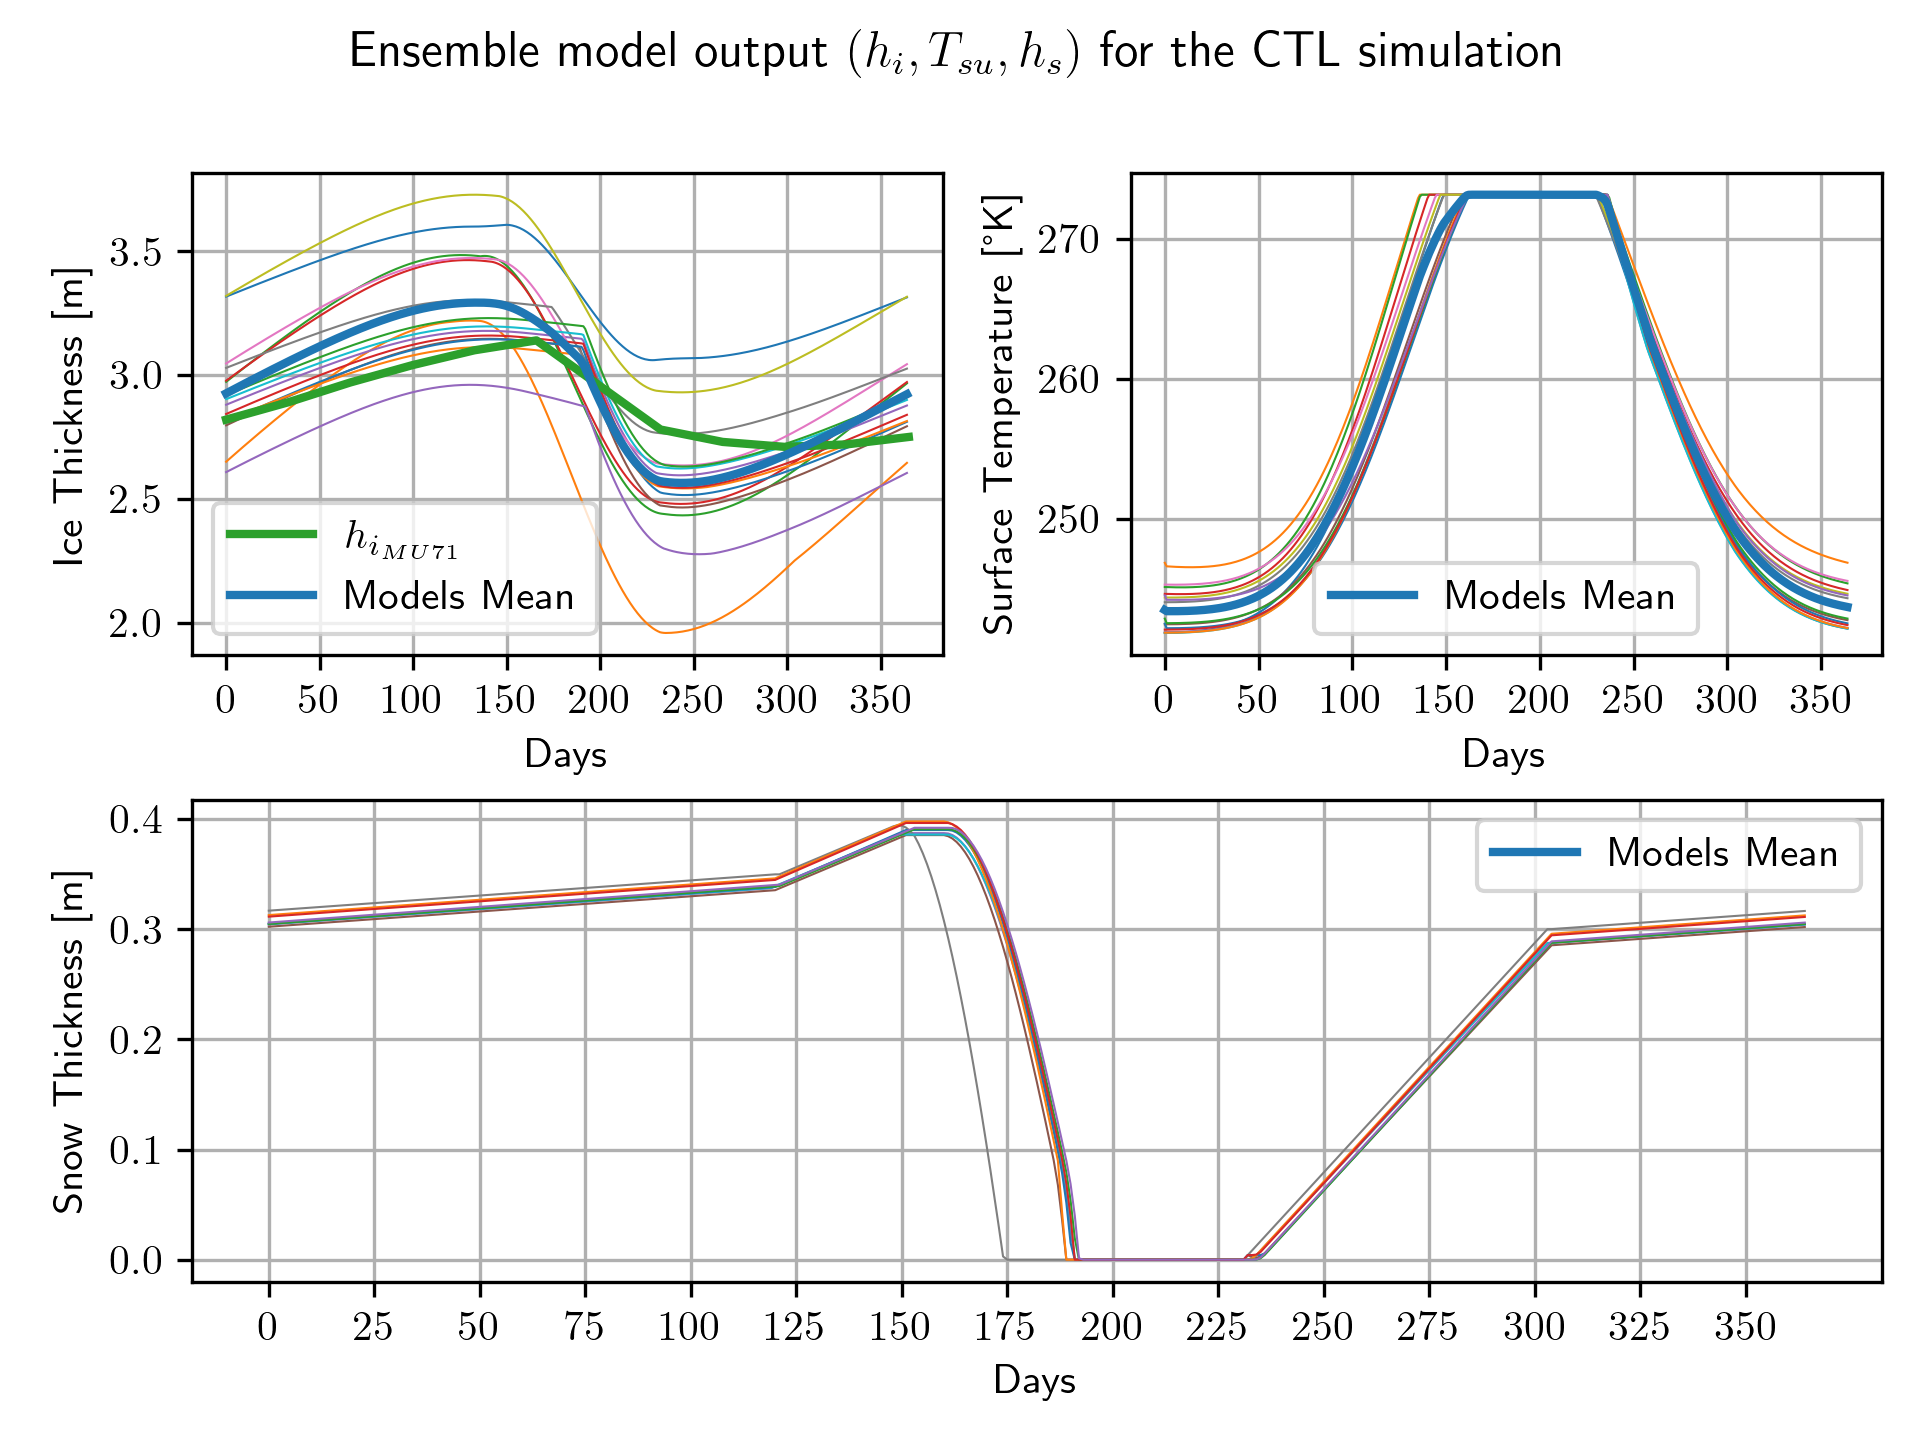 Ensemble model output (h_i, T_su, h_s) for the CTL simulation
Ice Thickness [m]
3.5
3.0
2.5
2.0
h_{i_{MU71}}
Models Mean
0 50 100 150 200 250 300 350
Days
Surface Temperature [°K]
270
260
250
Models Mean
0 50 100 150 200 250 300 350
Days
Snow Thickness [m]
0.4
0.3
0.2
0.1
0.0
Models Mean
0 25 50 75 100 125 150 175 200 225 250 275 300 325 350
Days